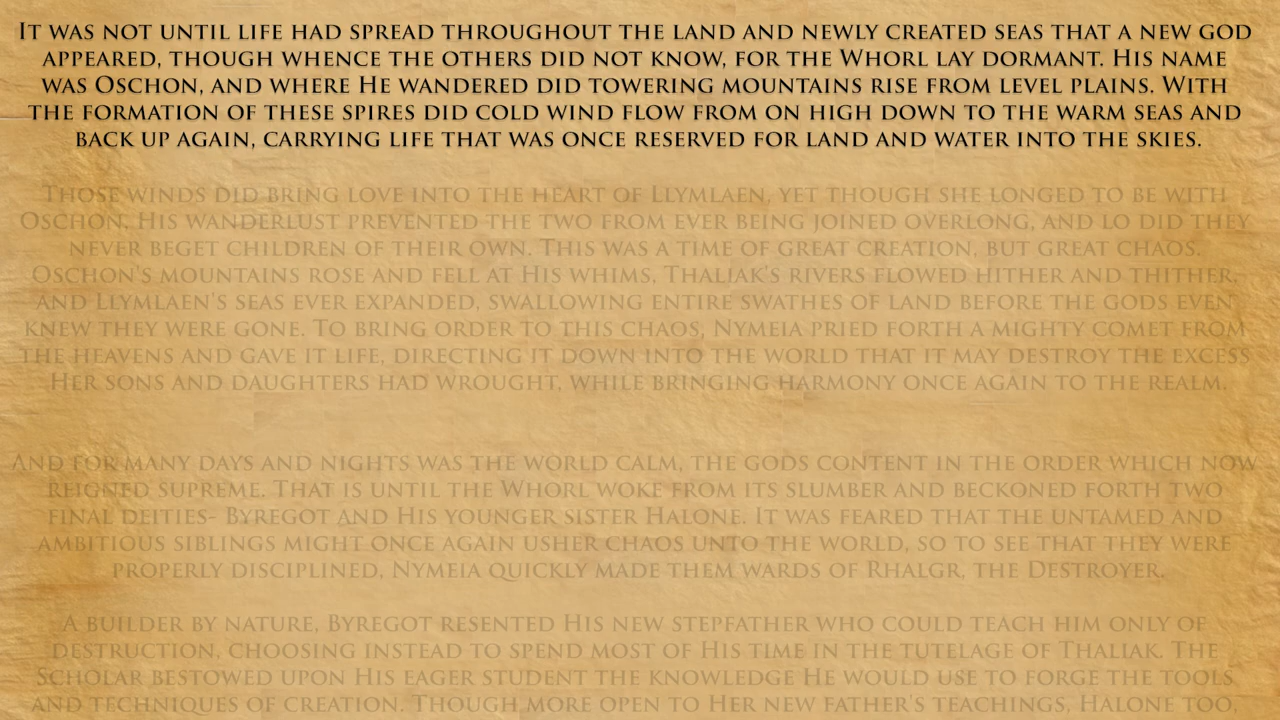 It was not until life had spread throughout the land and newly created seas that a new god
appeared, though whence the others did not know, for the Whorl lay dormant. His name
was Oschon, and where He wandered did towering mountains rise from level plains. With
the formation of these spires did cold wind flow from on high down to the warm seas and
back up again, carrying life that was once reserved for land and water into the skies.
Those winds did bring love into the heart of Llymlaen, yet though she longed to be with
Oschon, His wanderlust prevented the two from ever being joined overlong, and lo did they
never beget children of their own. This was a time of great creation, but great chaos.
Oschon's mountains rose and fell at His whims, Thaliak's rivers flowed hither and thither,
and Llymlaen's seas ever expanded, swallowing entire swathes of land before the gods even
knew they were gone. To bring order to this chaos, Nymeia pried forth a mighty comet from
the heavens and gave it life, directing it down into the world that it may destroy the excess
Her sons and daughters had wrought, while bringing harmony once again to the realm.
And for many days and nights was the world calm, the gods content in the order which now
reigned supreme. That is until the Whorl woke from its slumber and beckoned forth two
final deities- Byregot and His younger sister Halone. It was feared that the untamed and
ambitious siblings might once again usher chaos unto the world, so to see that they were
properly disciplined, Nymeia quickly made them wards of Rhalgr, the Destroyer.
A builder by nature, Byregot resented His new stepfather who could teach him only of
destruction, choosing instead to spend most of His time in the tutelage of Thaliak. The
Scholar bestowed upon His eager student the knowledge He would use to forge the tools
and techniques of creation. Though more open to Her new father's teachings, Halone too,